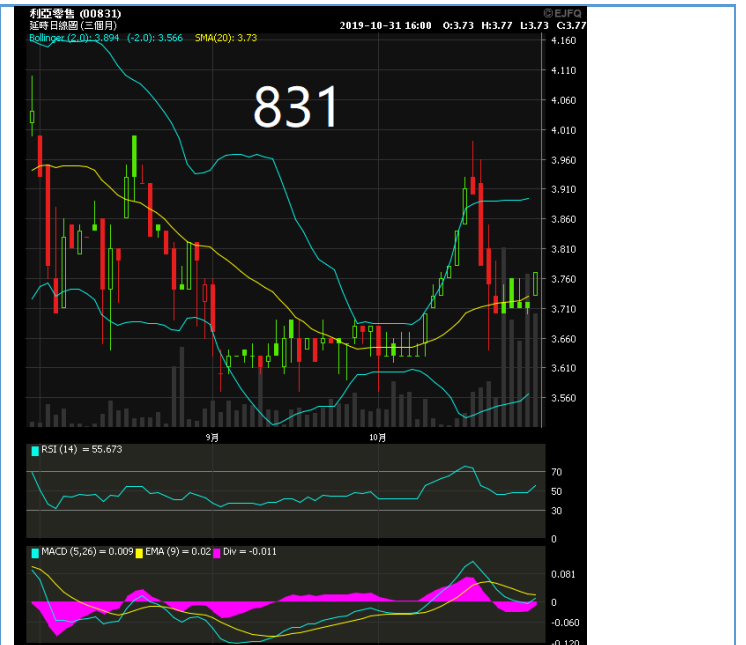 利亞零售 (00831)
©EJFQ
延時日線圖 (三個月)
2019-10-31 16:00 O:3.73 H:3.77 L:3.73 C:3.77
Bollinger (2.0): 3.894 (-2.0): 3.566 SMA(20): 3.73
831
4.160
4.110
4.060
4.010
3.960
3.910
3.860
3.810
3.760
3.710
3.660
3.610
3.560
9月
10月
RSI (14) = 55.673
70
50
30
0
MACD (5,26) = 0.009 EMA (9) = 0.02 Div = -0.011
0.081
0
-0.060
-0.120